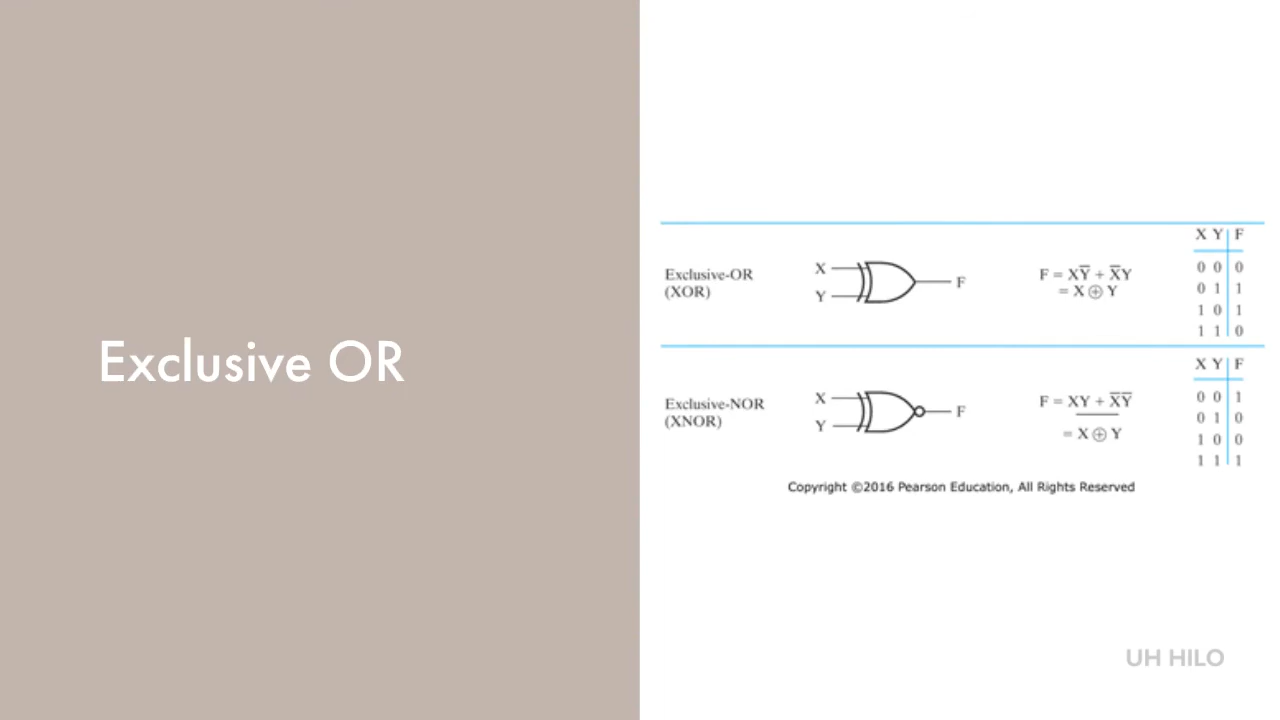 Exclusive OR
X Y F
Exclusive-OR
(XOR)
X
Y
F
F = XY̅ + X̅Y
= X ⊕ Y
0 0 0
0 1 1
1 0 1
1 1 0
X Y F
Exclusive-NOR
(XNOR)
X
Y
F
F = XY + X̅Y̅
= X̅ ⊕ Y̅
0 0 1
0 1 0
1 0 0
1 1 1
Copyright ©2016 Pearson Education, All Rights Reserved
UH HILO